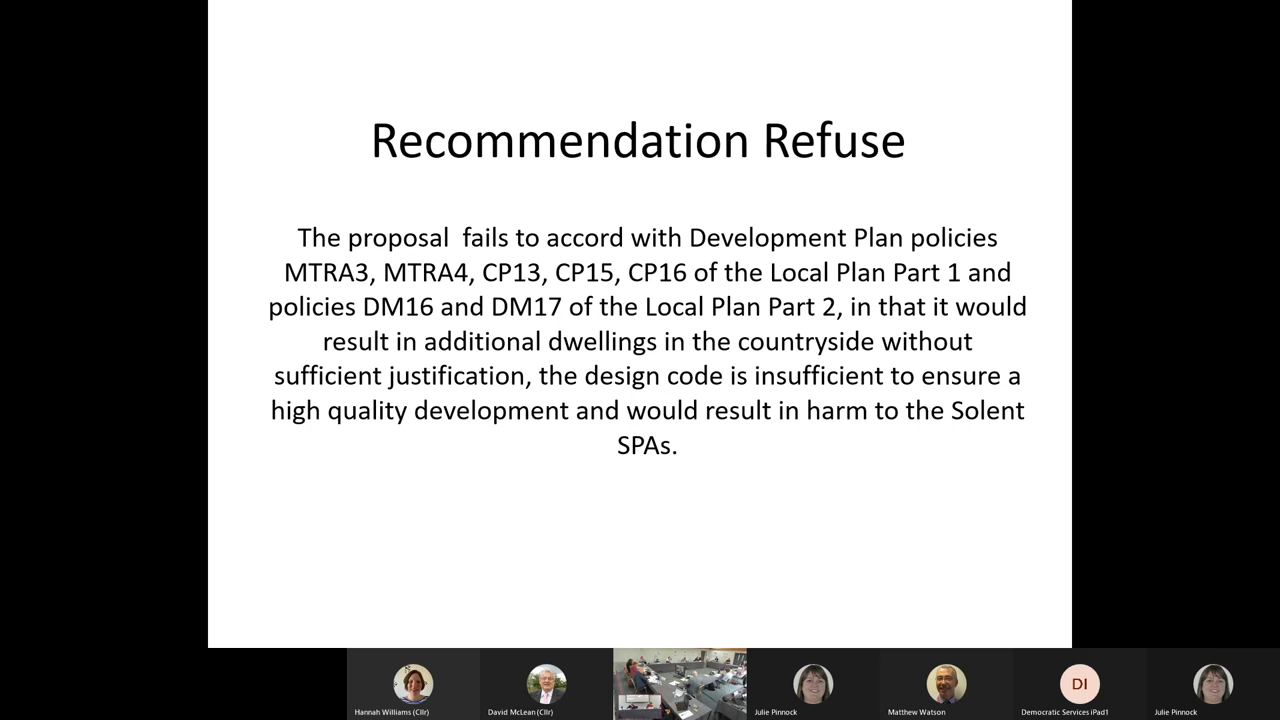 Recommendation Refuse
The proposal  fails to accord with Development Plan policies
MTRA3, MTRA4, CP13, CP15, CP16 of the Local Plan Part 1 and
policies DM16 and DM17 of the Local Plan Part 2, in that it would
result in additional dwellings in the countryside without
sufficient justification, the design code is insufficient to ensure a
high quality development and would result in harm to the Solent
SPAs.
Hannah Williams (Cllr)
David McLean (Cllr)
Julie Pinnock
Matthew Watson
DI
Democratic Services iPad1
Julie Pinnock